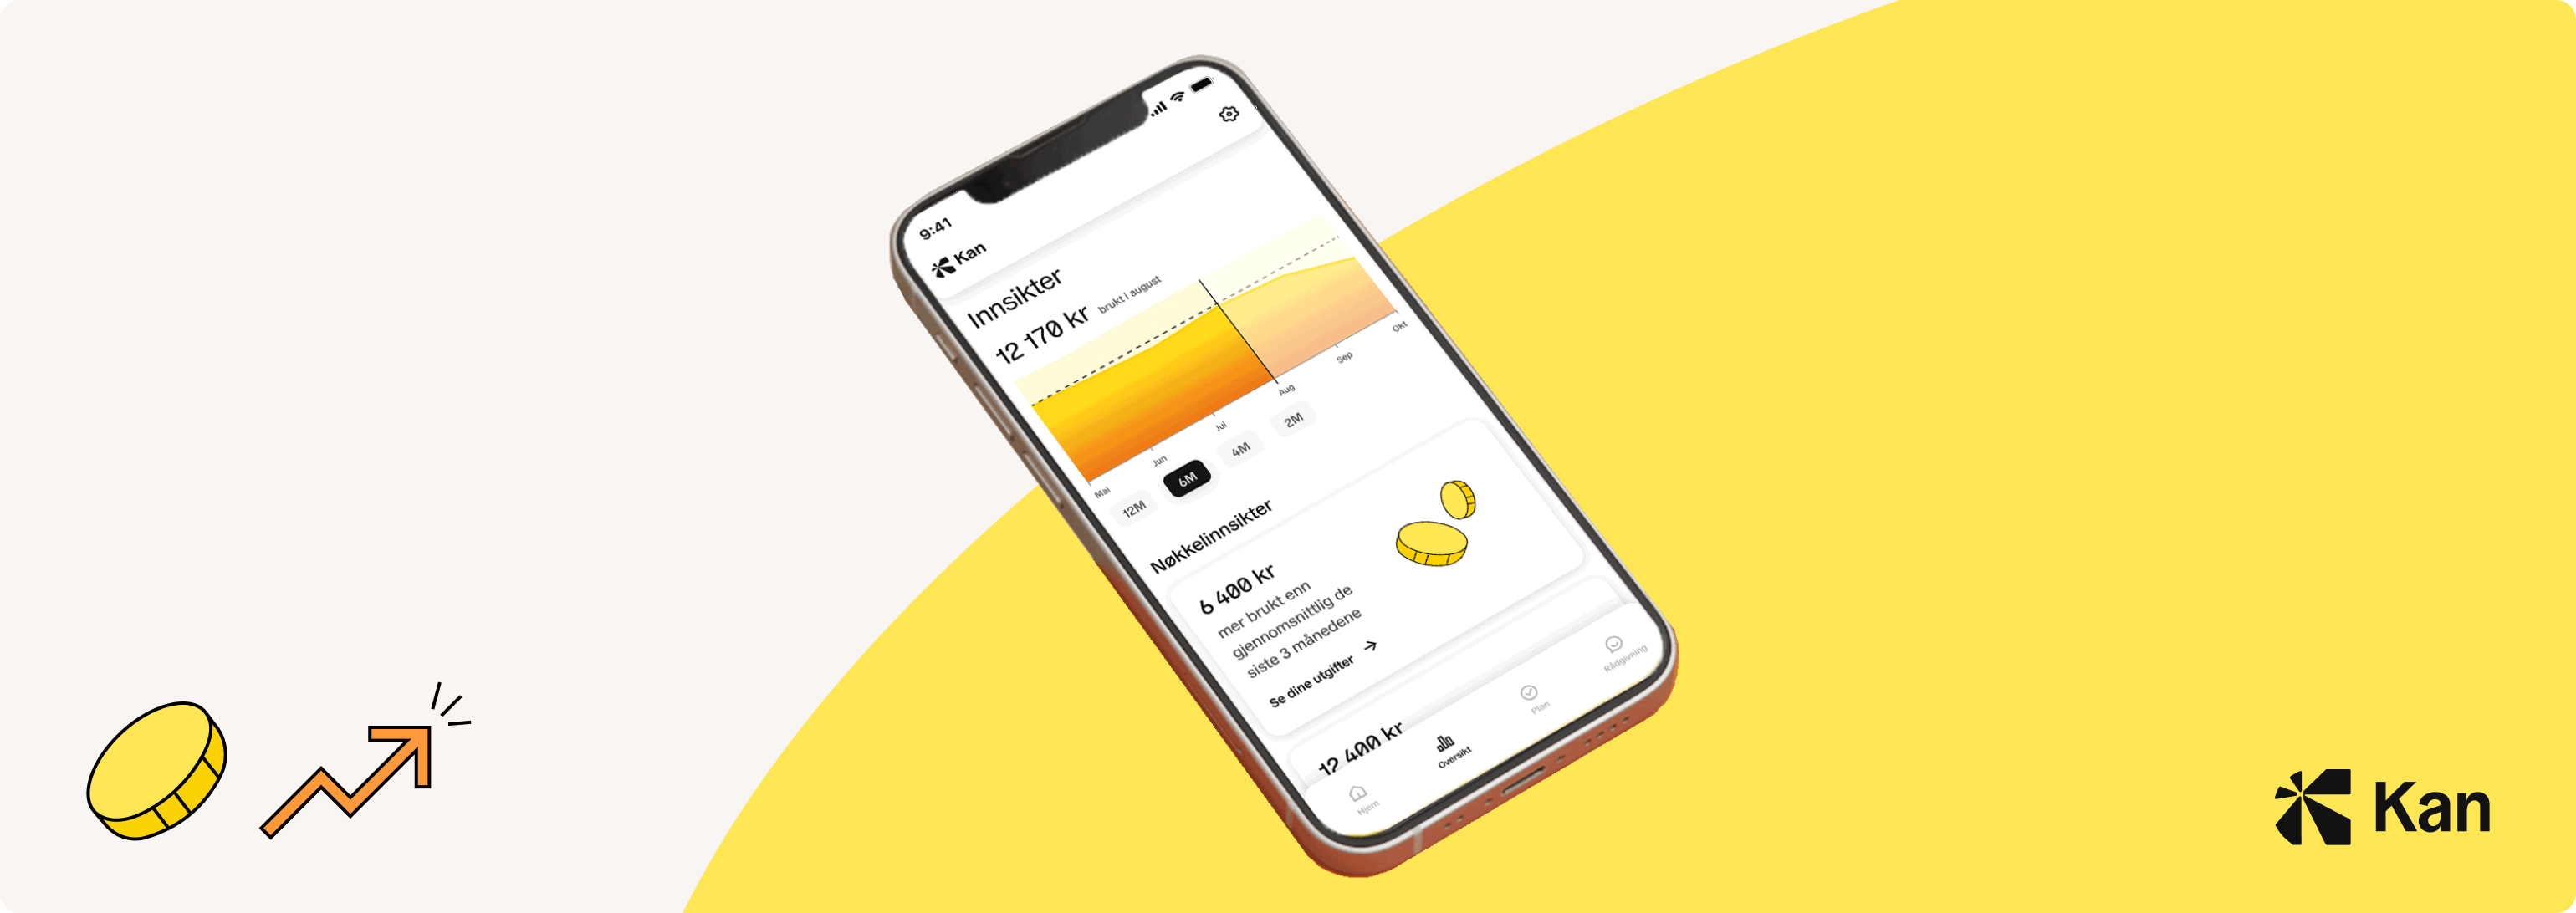 9:41
Kan
Innsikter
12 170 kr brukt i august
Mai Jun Jul Aug Sep Okt
12M 6M 4M 2M
Nøkkelinnsikter
6 400 kr
mer brukt enn
gjennomsnittlig de
siste 3 månedene
Se dine utgifter →
12 400 kr
Hjem Oversikt Plan Rådgivning
Kan